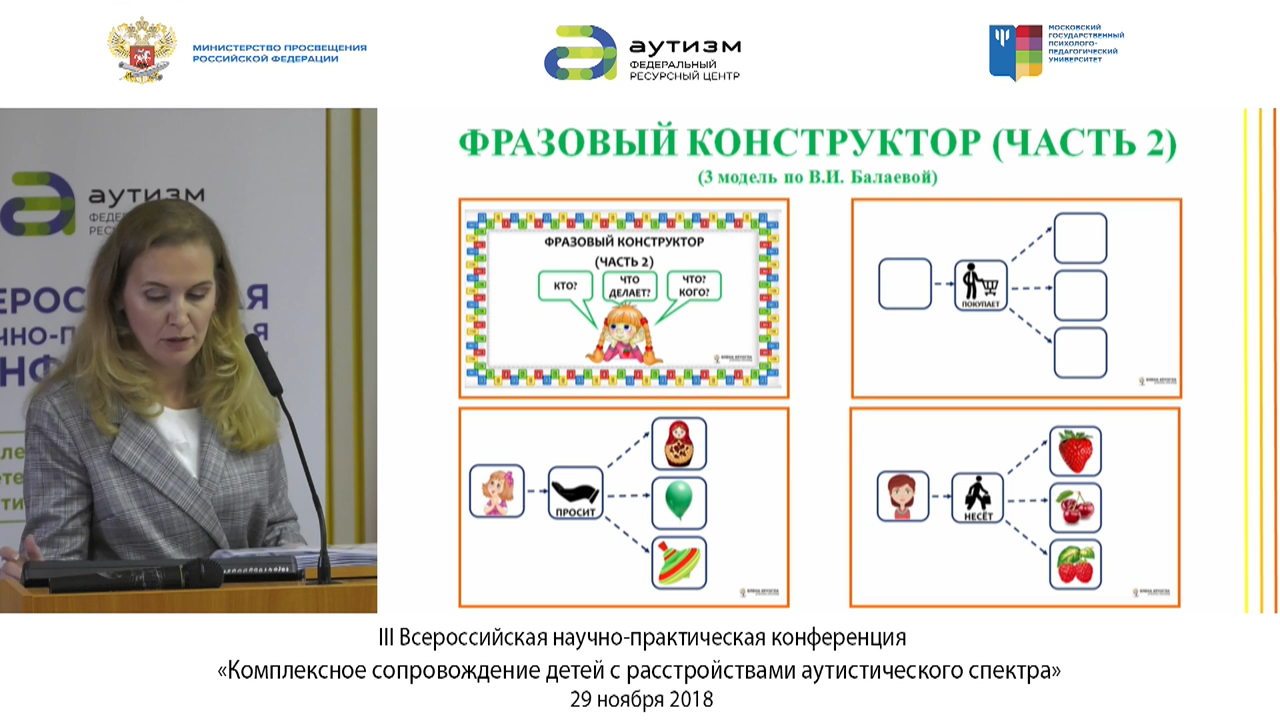 МИНИСТЕРСТВО ПРОСВЕЩЕНИЯ
РОССИЙСКОЙ ФЕДЕРАЦИИ
аутизм
ФЕДЕРАЛЬНЫЙ
РЕСУРСНЫЙ ЦЕНТР
МОСКОВСКИЙ
ГОСУДАРСТВЕННЫЙ
ПСИХОЛОГО-
ПЕДАГОГИЧЕСКИЙ
УНИВЕРСИТЕТ
аутизм
ФЕДЕ
РЕС
ФРАЗОВЫЙ КОНСТРУКТОР (ЧАСТЬ 2)
(3 модель по В.И. Балаевой)
ФРАЗОВЫЙ КОНСТРУКТОР
(ЧАСТЬ 2)
КТО?
ЧТО
ДЕЛАЕТ?
ЧТО?
КОГО?
ПОКУПАЕТ
ПРОСИТ
НЕСЁТ
III Всероссийская научно-практическая конференция
«Комплексное сопровождение детей с расстройствами аутистического спектра»
29 ноября 2018